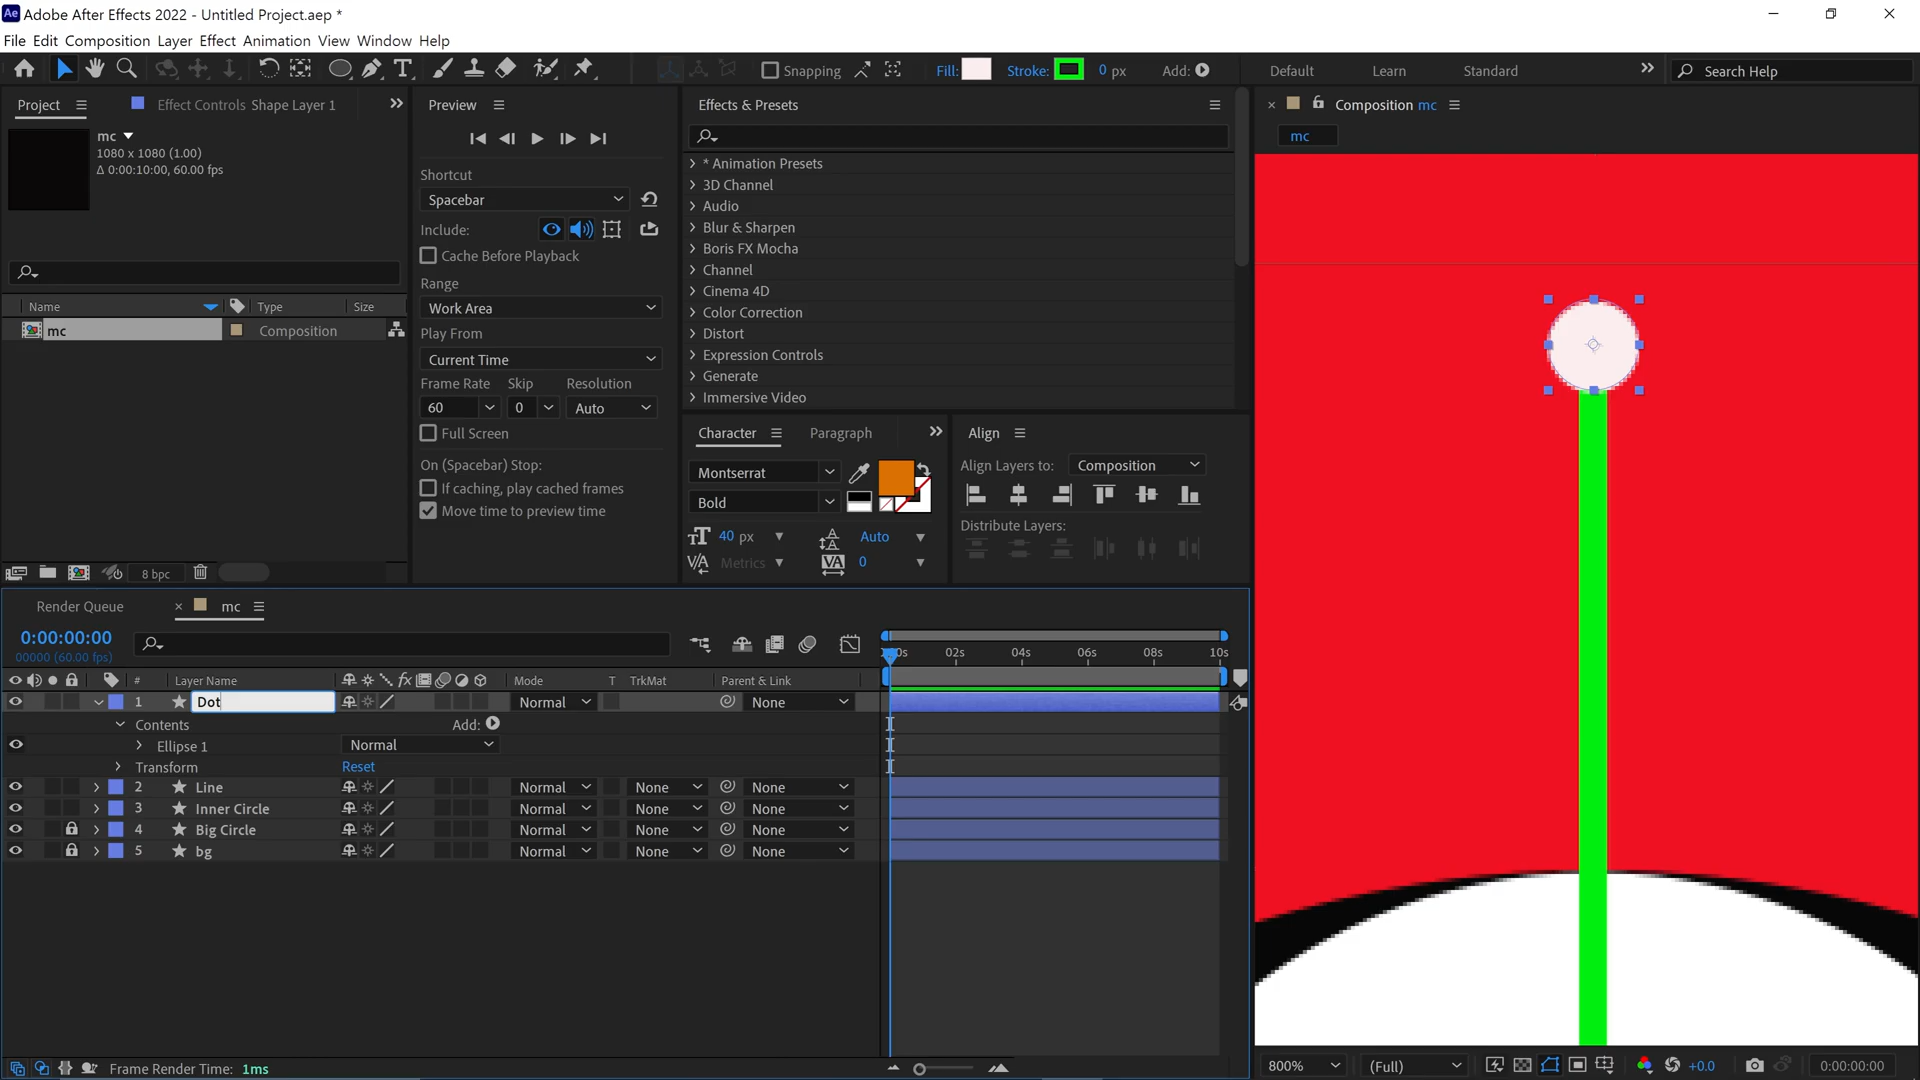 Adobe After Effects 2022 - Untitled Project.aep *
File Edit Composition Layer Effect Animation View Window Help
Snapping
Fill:
Stroke:
0 px
Add:
Default
Learn
Standard
Search Help
Project
Effect Controls Shape Layer 1
mc
1080 x 1080 (1.00)
Δ 0:00:10:00, 60.00 fps
Name
Type
Size
mc
Composition
8 bpc
Preview
Shortcut
Spacebar
Include:
Cache Before Playback
Range
Work Area
Play From
Current Time
Frame Rate
Skip
Resolution
60
0
Auto
Full Screen
On (Spacebar) Stop:
If caching, play cached frames
Move time to preview time
Effects & Presets
* Animation Presets
3D Channel
Audio
Blur & Sharpen
Boris FX Mocha
Channel
Cinema 4D
Color Correction
Distort
Expression Controls
Generate
Immersive Video
Character
Paragraph
Montserrat
Bold
40 px
Auto
Metrics
0
Align
Align Layers to:
Composition
Distribute Layers:
Composition mc
mc
Render Queue
mc
0:00:00:00
00000 (60.00 fps)
02s
04s
06s
08s
10s
#
Layer Name
Mode
T
TrkMat
Parent & Link
1
Dot
Normal
None
Contents
Add:
Ellipse 1
Normal
Transform
Reset
2
Line
Normal
None
None
3
Inner Circle
Normal
None
None
4
Big Circle
Normal
None
None
5
bg
Normal
None
None
Frame Render Time: 1ms
800%
(Full)
+0.0
0:00:00:00